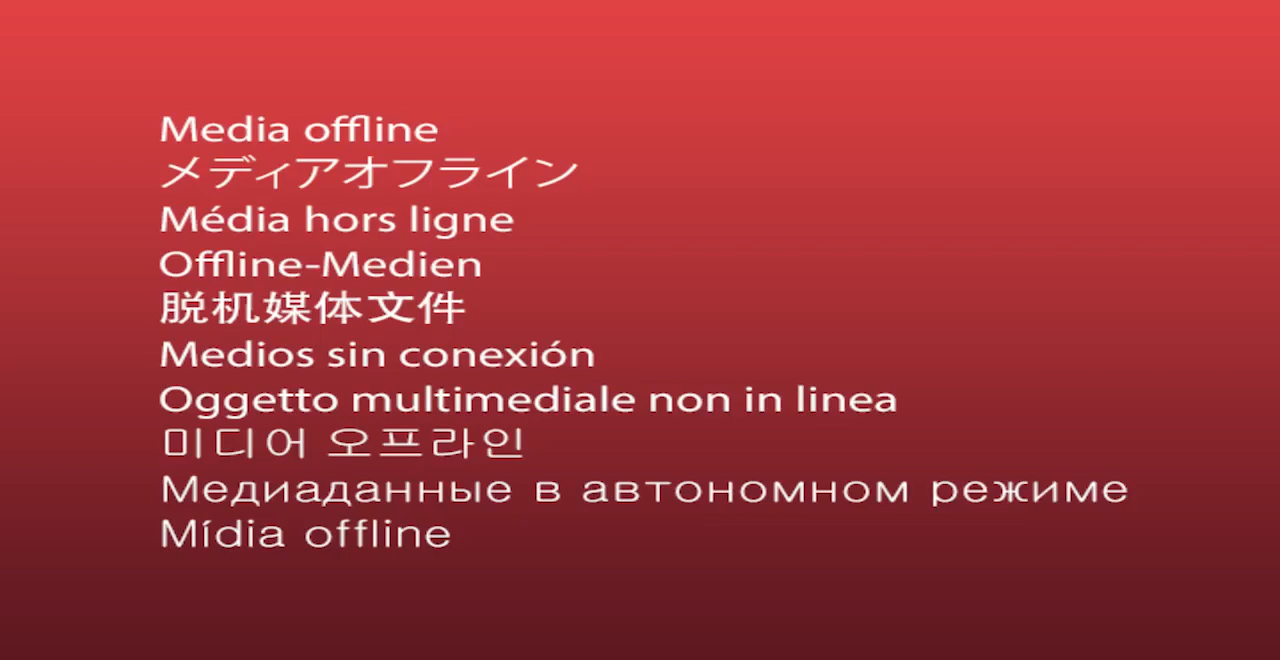 Media offline
メディアオフライン
Média hors ligne
Offline-Medien
脱机媒体文件
Medios sin conexión
Oggetto multimediale non in linea
미디어 오프라인
Медиаданные в автономном режиме
Mídia offline